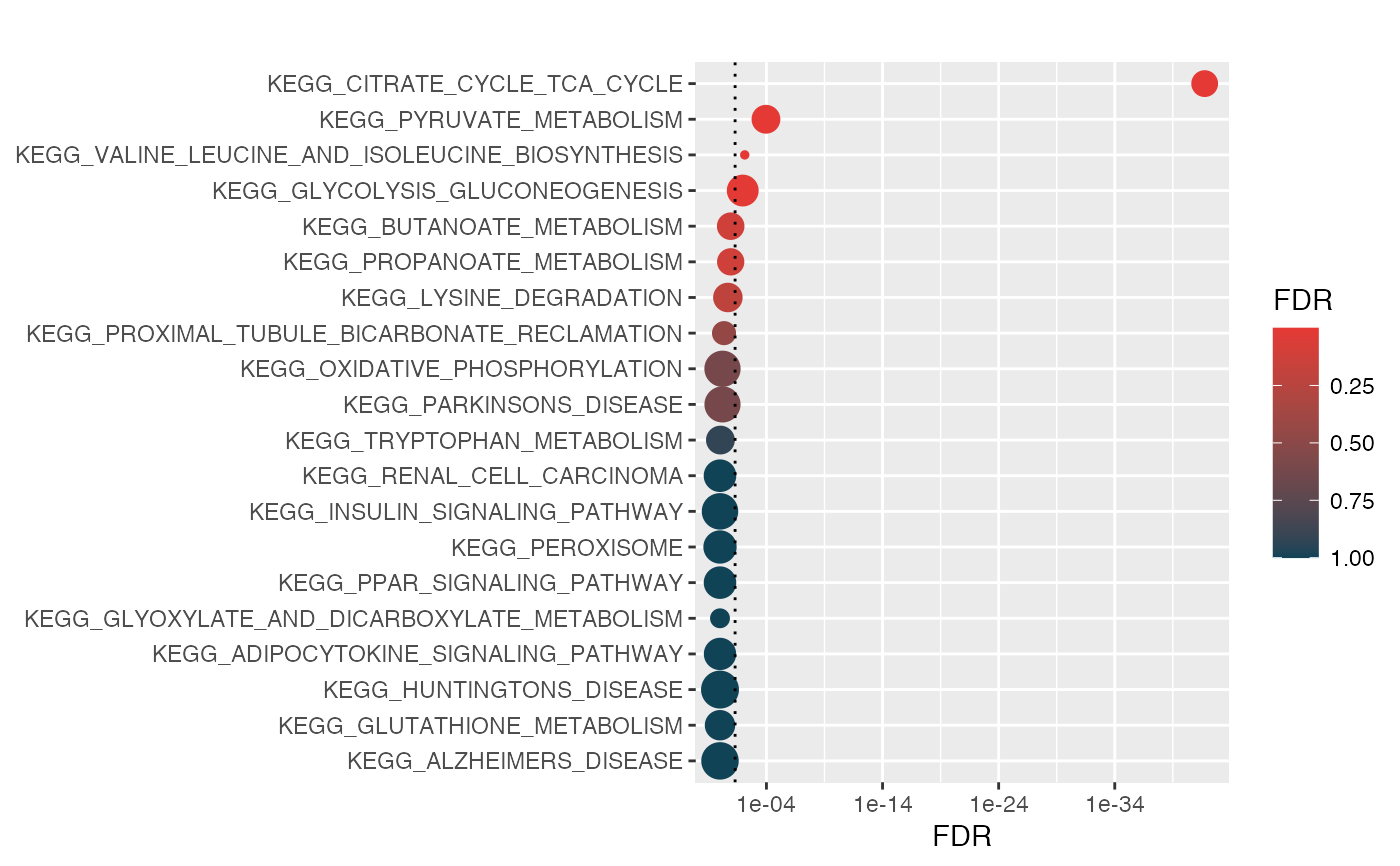 KEGG_CITRATE_CYCLE_TCA_CYCLE
KEGG_PYRUVATE_METABOLISM
KEGG_VALINE_LEUCINE_AND_ISOLEUCINE_BIOSYNTHESIS
KEGG_GLYCOLYSIS_GLUCONEOGENESIS
KEGG_BUTANOATE_METABOLISM
KEGG_PROPANOATE_METABOLISM
KEGG_LYSINE_DEGRADATION
KEGG_PROXIMAL_TUBULE_BICARBONATE_RECLAMATION
KEGG_OXIDATIVE_PHOSPHORYLATION
KEGG_PARKINSONS_DISEASE
KEGG_TRYPTOPHAN_METABOLISM
KEGG_RENAL_CELL_CARCINOMA
KEGG_INSULIN_SIGNALING_PATHWAY
KEGG_PEROXISOME
KEGG_PPAR_SIGNALING_PATHWAY
KEGG_GLYOXYLATE_AND_DICARBOXYLATE_METABOLISM
KEGG_ADIPOCYTOKINE_SIGNALING_PATHWAY
KEGG_HUNTINGTONS_DISEASE
KEGG_GLUTATHIONE_METABOLISM
KEGG_ALZHEIMERS_DISEASE
1e-04 1e-14 1e-24 1e-34
FDR
FDR
0.25
0.50
0.75
1.00